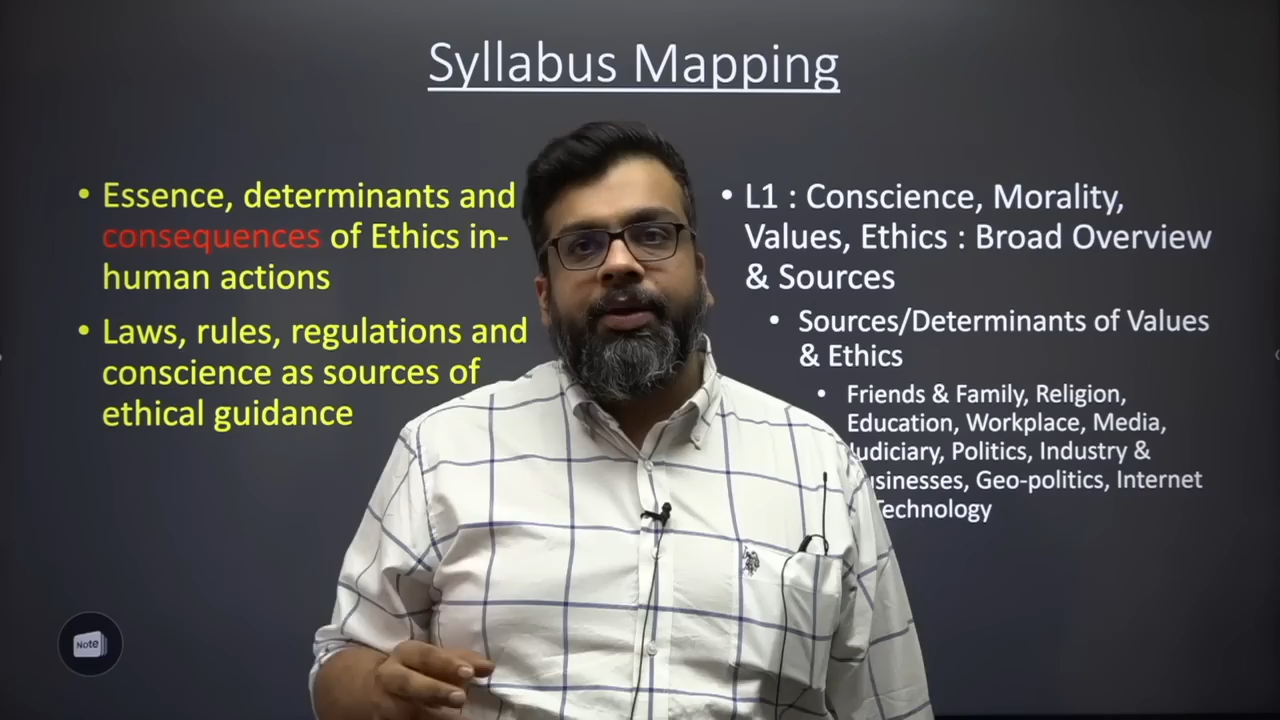 Syllabus Mapping
• Essence, determinants and
consequences of Ethics in-
human actions
• Laws, rules, regulations and
conscience as sources of
ethical guidance
• L1 : Conscience, Morality,
Values, Ethics : Broad Overview
& Sources
• Sources/Determinants of Values
& Ethics
• Friends & Family, Religion,
Education, Workplace, Media,
Judiciary, Politics, Industry &
Geo-politics, Internet
Technology
Note